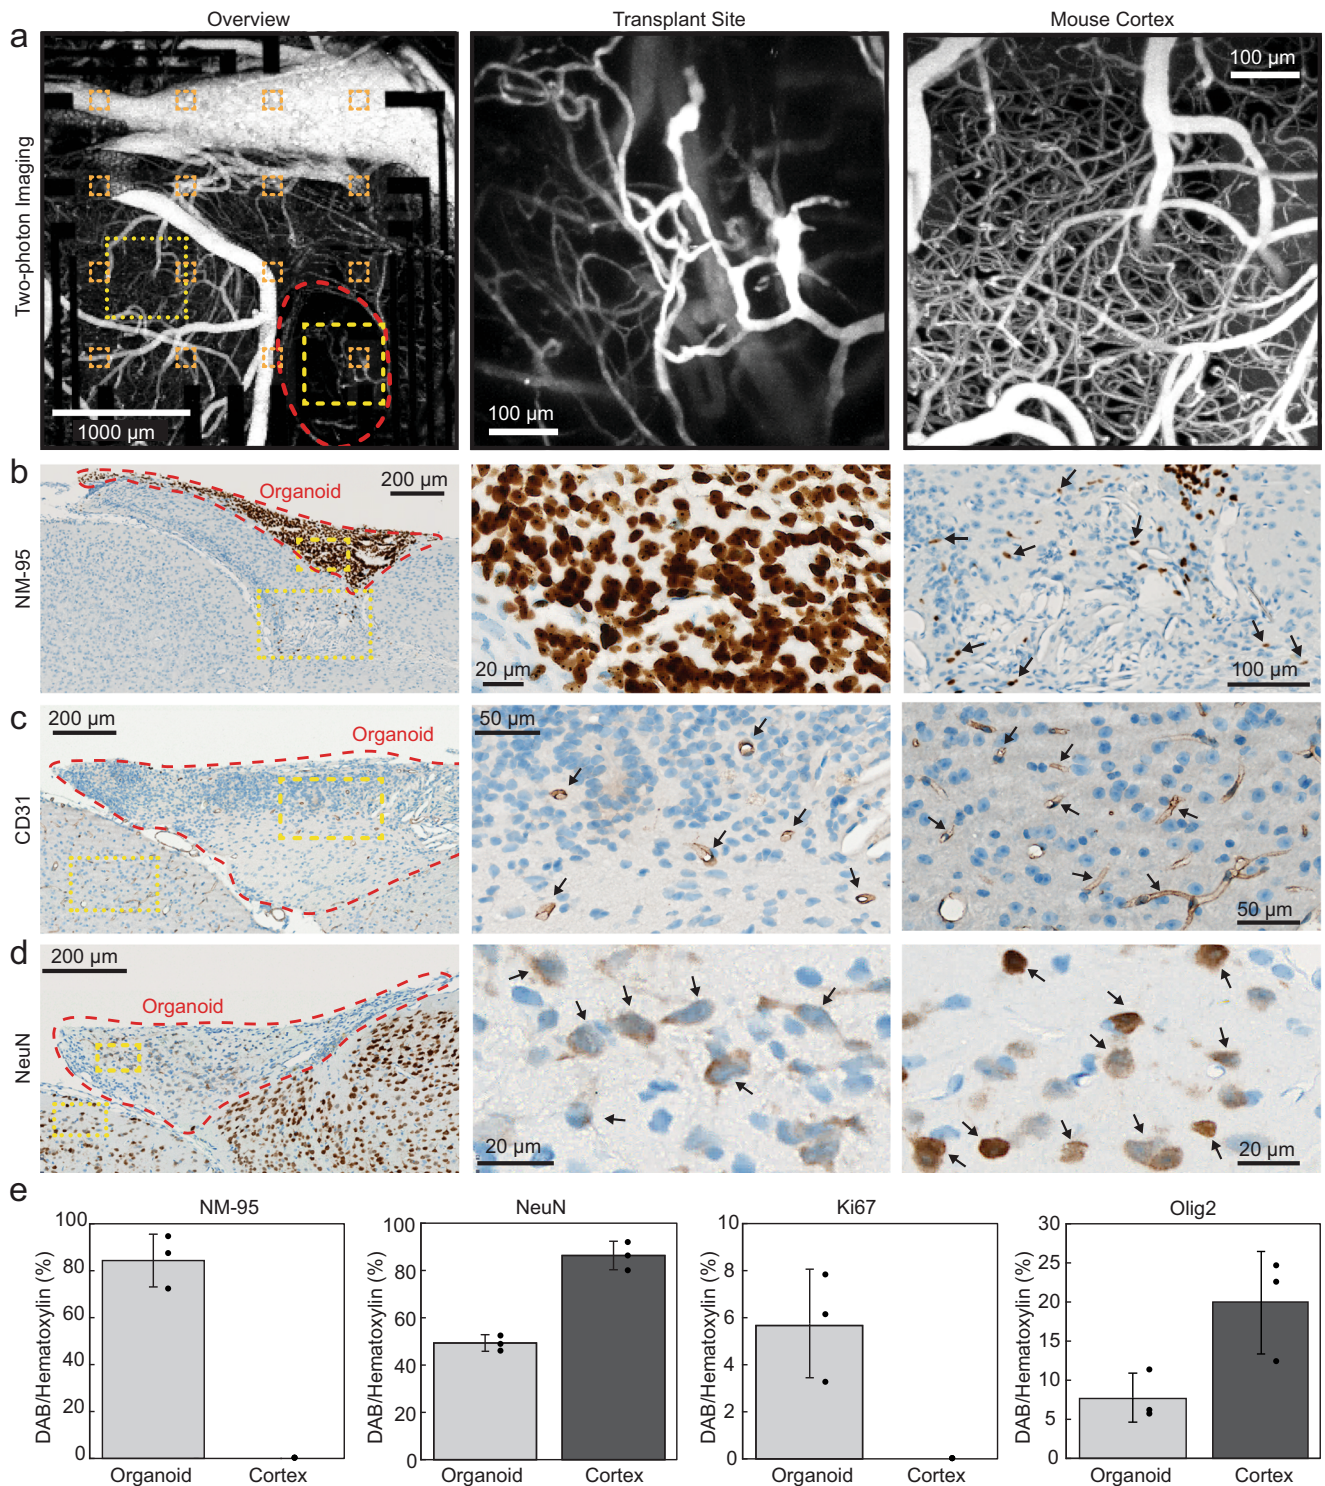 Overview
Transplant Site
Mouse Cortex
a
Two-photon Imaging
1000 µm
100 µm
100 µm
b
NM-95
Organoid
200 µm
20 µm
100 µm
c
CD31
200 µm
Organoid
50 µm
50 µm
d
NeuN
200 µm
Organoid
20 µm
20 µm
e
NM-95
DAB/Hematoxylin (%)
100
80
60
40
20
0
Organoid
Cortex
NeuN
DAB/Hematoxylin (%)
100
80
60
40
20
0
Organoid
Cortex
Ki67
DAB/Hematoxylin (%)
10
8
6
4
2
0
Organoid
Cortex
Olig2
DAB/Hematoxylin (%)
30
25
20
15
10
5
0
Organoid
Cortex